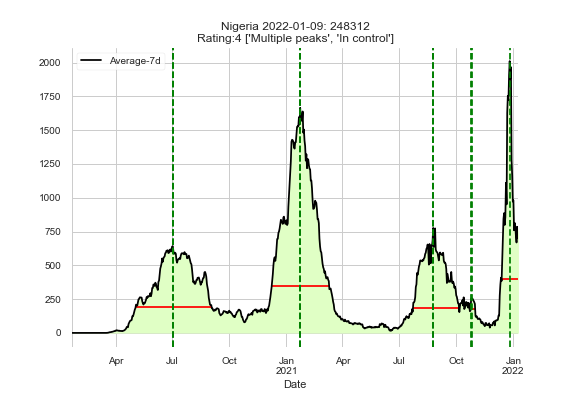 Nigeria 2022-01-09: 248312
Rating:4 ['Multiple peaks', 'In control']
Average-7d
2000
1750
1500
1250
1000
750
500
250
0
Apr
Jul
Oct
Jan
2021
Apr
Jul
Oct
Jan
2022
Date